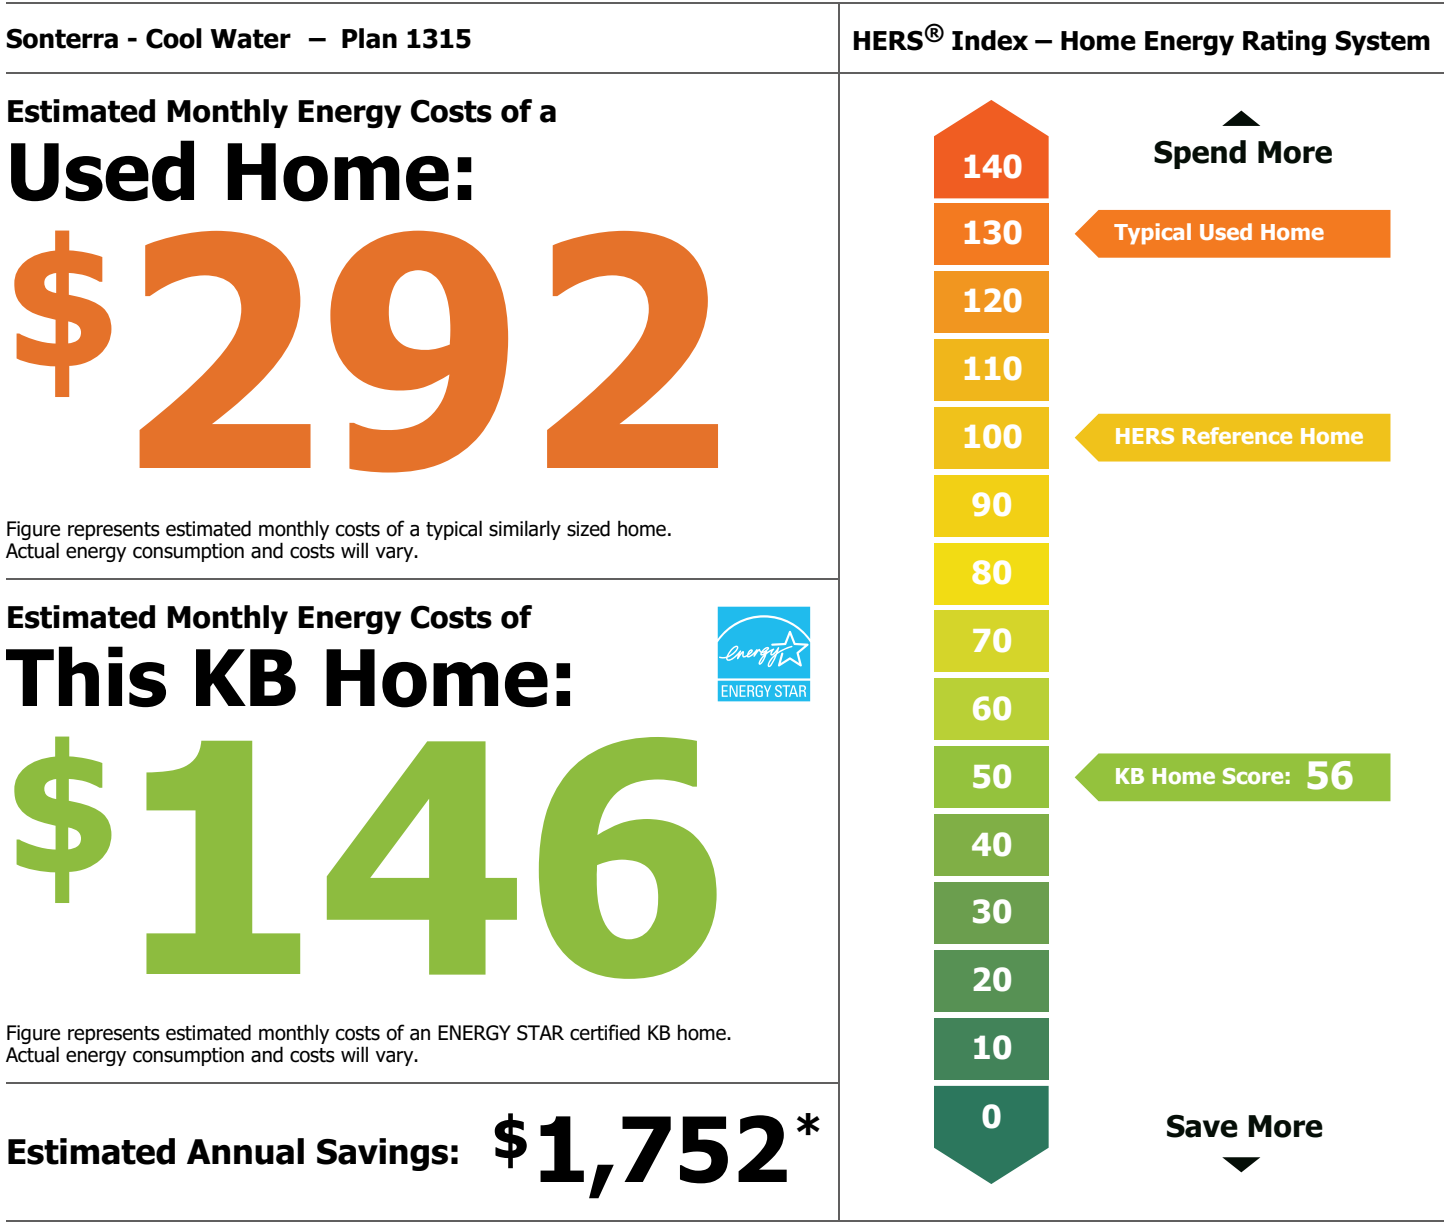 Sonterra - Cool Water – Plan 1315
Estimated Monthly Energy Costs of a
Used Home:
$292
Figure represents estimated monthly costs of a typical similarly sized home.
Actual energy consumption and costs will vary.
Estimated Monthly Energy Costs of
This KB Home:
energy
ENERGY STAR
$146
Figure represents estimated monthly costs of an ENERGY STAR certified KB home.
Actual energy consumption and costs will vary.
Estimated Annual Savings: $1,752*
HERS® Index – Home Energy Rating System
Spend More
140
130 Typical Used Home
120
110
100 HERS Reference Home
90
80
70
60
50 KB Home Score: 56
40
30
20
10
0
Save More